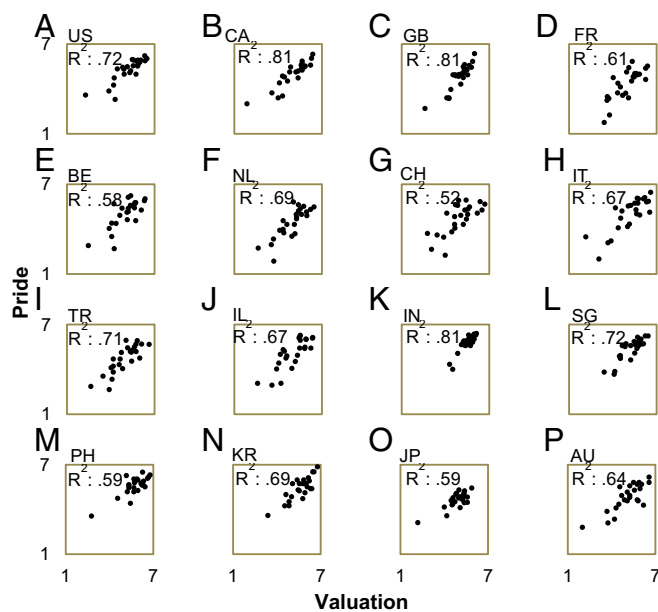 A US B CA C GB D FR
7 R²: .72 R²: .81 R²: .81 R²: .61
1
E BE F NL G CH H IT
7 R²: .58 R²: .69 R²: .52 R²: .67
1
Pride
I TR J IL K IN L SG
7 R²: .71 R²: .67 R²: .81 R²: .72
1
M PH N KR O JP P AU
7 R²: .59 R²: .69 R²: .59 R²: .64
1
1 7 1 7 1 7 1 7
Valuation